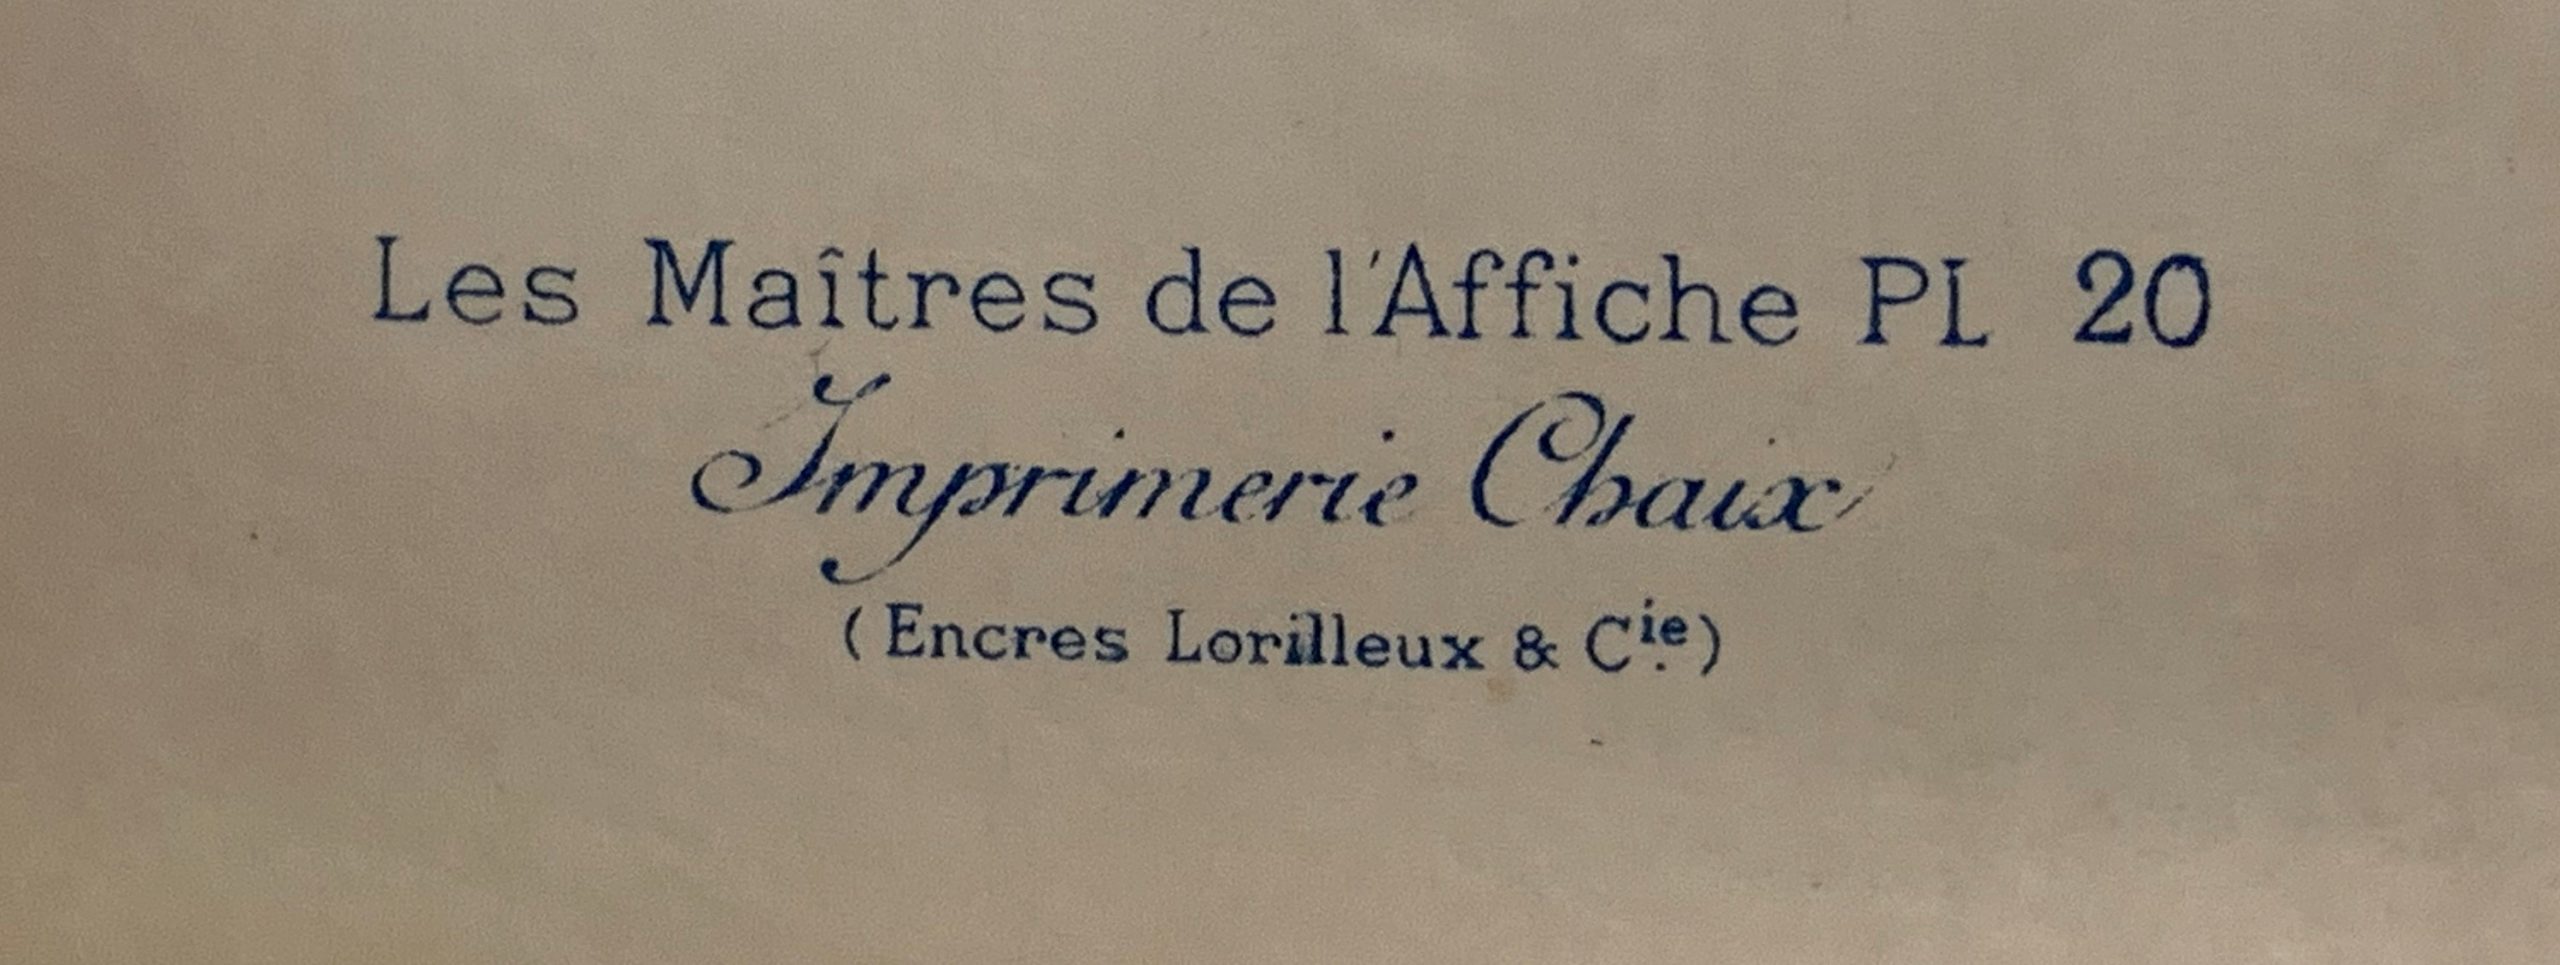 Les Maîtres de l'Affiche PL 20
Imprimerie Chaix
(Encres Lorilleux & Cie)